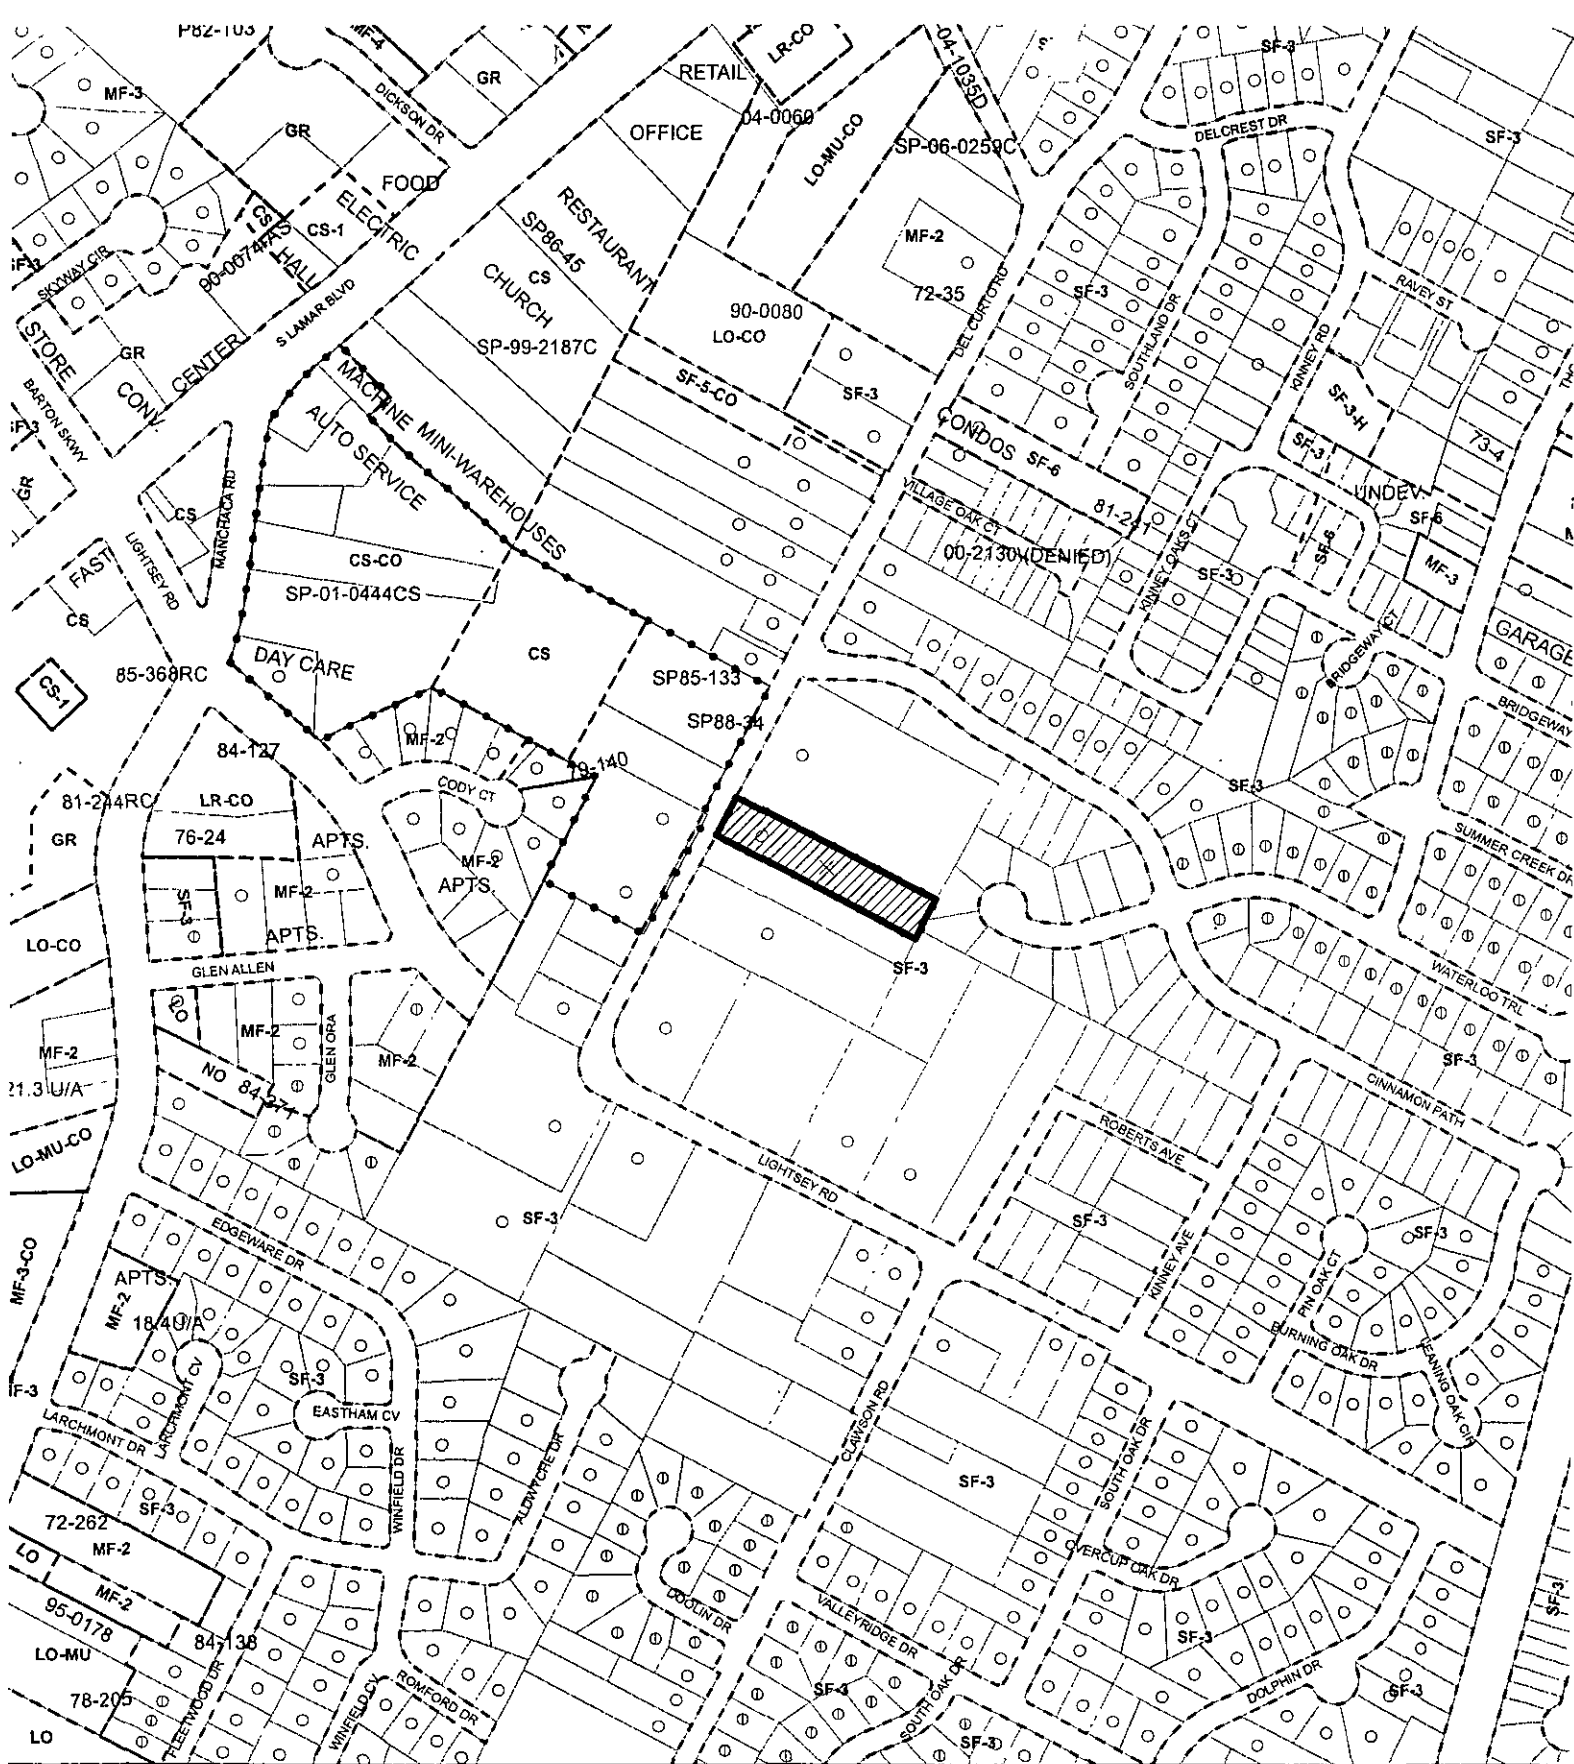 P82-103
MF-4
LR-CO
RETAIL
04-1035D
SF-3
MF-3
GR
DICKSON DR
GR
OFFICE
04-0060
LO-MU-CO
SP-06-0259C
DELCREST DR
SF-3
FOOD
ELECTRIC
CS-1
HALL
90-0074
RESTAURANT
SP86-45
CS
CHURCH
SP-99-2187C
MF-2
72-35
DEL CURTO RD
SF-3
SOUTHLAND DR
KINNEY RD
RAVEY ST
SKYWAY CIR
STORE
GR
CONV.
CENTER
S LAMAR BLVD
BARTON SKWY
90-0080
LO-CO
SF-5-CO
SF-3
SF-3-H
SF-3
73-4
MACHINE
MINI-WAREHOUSES
AUTO SERVICE
CONDOS
SF-6
81-241
VILLAGE OAK CT
00-2130 (DENIED)
KINNEY OAKS CT
SF-3
UNDEV.
SF-6
SF-6
MF-3
GR
CS
MANCHACA RD
LIGHTSEY RD
FAST
CS
CS-CO
SP-01-0444CS
DAY CARE
CS
SP85-133
SP88-34
BRIDGEWAY CT
GARAGE
BRIDGEWAY
CS-1
85-368RC
84-127
MF-2
79-140
CODY CT
SF-3
81-244RC
GR
LR-CO
76-24
APTS.
MF-2
APTS.
SUMMER CREEK DR
SF-3
MF-2
APTS.
LO-CO
GLEN ALLEN
SF-3
WATERLOO TRL
LO
MF-2
GLEN ORA
MF-2
MF-2
21.3 U/A
NO 84-271
SF-3
CINNAMON PATH
LO-MU-CO
ROBERTS AVE
LIGHTSEY RD
SF-3
KINNEY AVE
SF-3
PIN OAK CT
SF-3
EDGEWARE DR
MF-3-CO
APTS.
MF-2
18.4U/A
BURNING OAK DR
LEANING OAK CIR
LARCHMONT CV
SF-3
EASTHAM CV
LARCHMONT DR
WINFIELD DR
ALDWYCHE DR
CLAWSON RD
SOUTH OAK DR
SF-3
72-262
MF-2
SF-3
LO
MF-2
95-0178
LO-MU
84-138
78-205
LO
FLEETWOOD DR
WINFIELD CV
ROMFORD DR
DOOLIN DR
VALLEYRIDGE DR
SF-3
SOUTH OAK DR
SF-3
OVERCUP OAK DR
SF-3
DOLPHIN DR
SF-3
SF-3